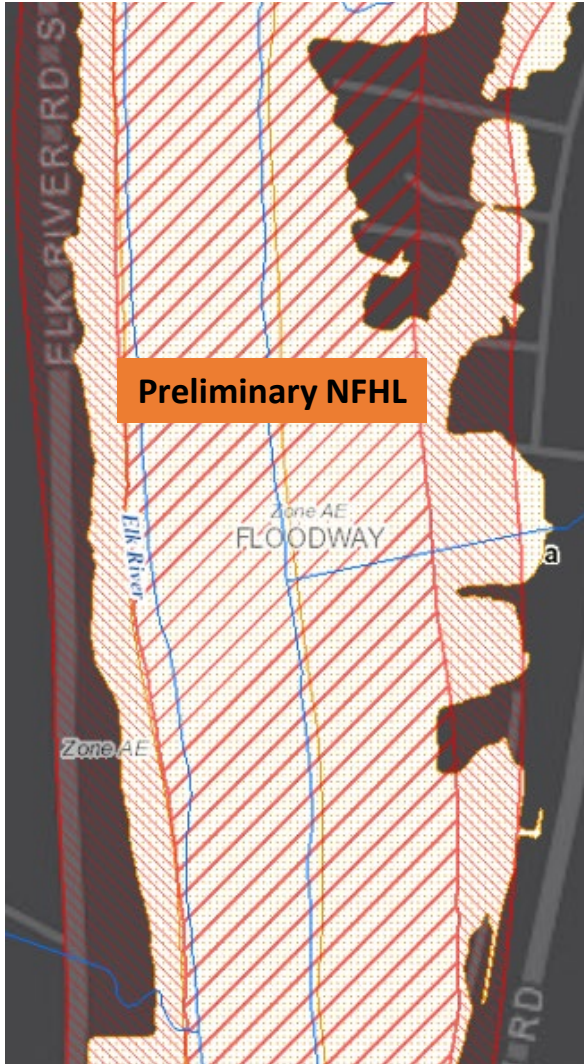 ELK RIVER RD S
Preliminary NFHL
Zone AE
FLOODWAY
Elk River
a
Zone AE
RD